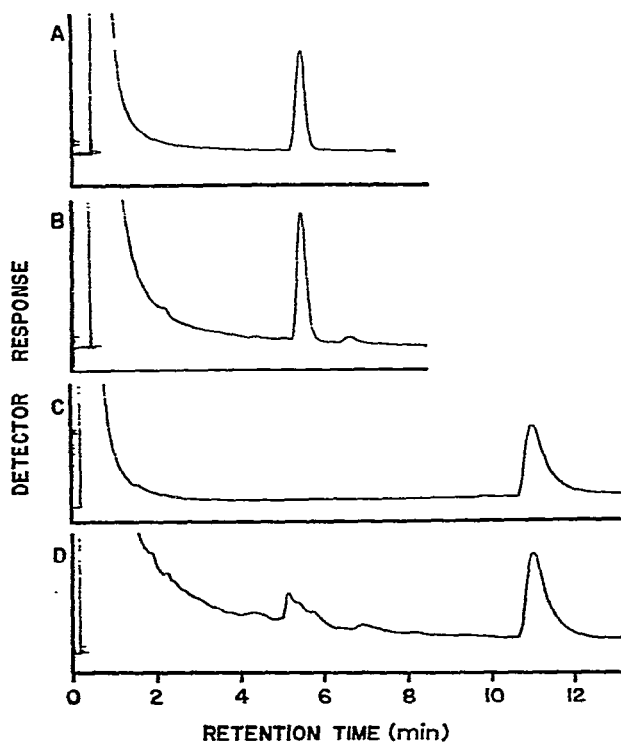 A
B
C
D
DETECTOR RESPONSE
0 2 4 6 8 10 12
RETENTION TIME (min)